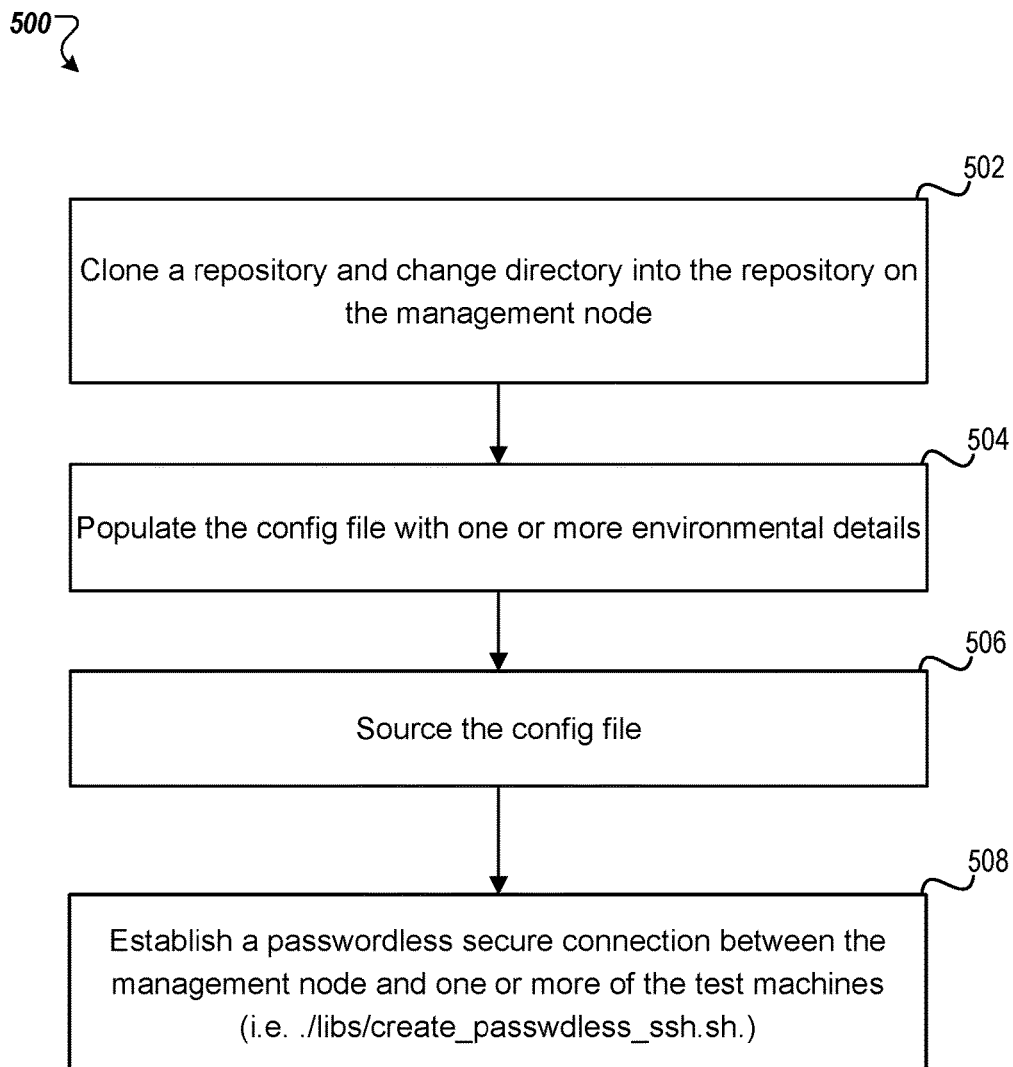 500
502
Clone a repository and change directory into the repository on
the management node
504
Populate the config file with one or more environmental details
506
Source the config file
508
Establish a passwordless secure connection between the
management node and one or more of the test machines
(i.e. ./libs/create_passwdless_ssh.sh.)